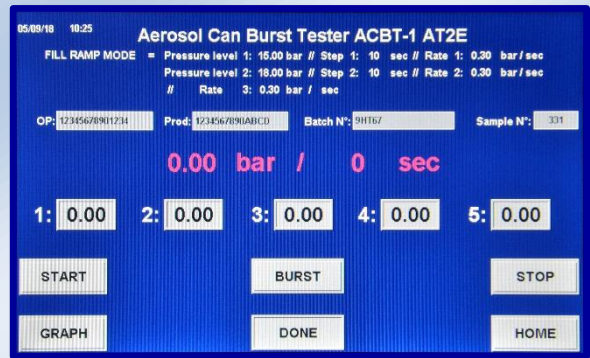 05/09/18 10:25
Aerosol Can Burst Tester ACBT-1 AT2E
FILL RAMP MODE = Pressure level 1: 15.00 bar // Step 1: 10 sec // Rate 1: 0.30 bar/sec
Pressure level 2: 18.00 bar // Step 2: 10 sec // Rate 2: 0.30 bar/sec
// Rate 3: 0.30 bar / sec
OP: 12345678901234 Prod: 1234567890ABCD Batch N°: 9HT67 Sample N°: 331
0.00 bar / 0 sec
1: 0.00 2: 0.00 3: 0.00 4: 0.00 5: 0.00
START BURST STOP
GRAPH DONE HOME